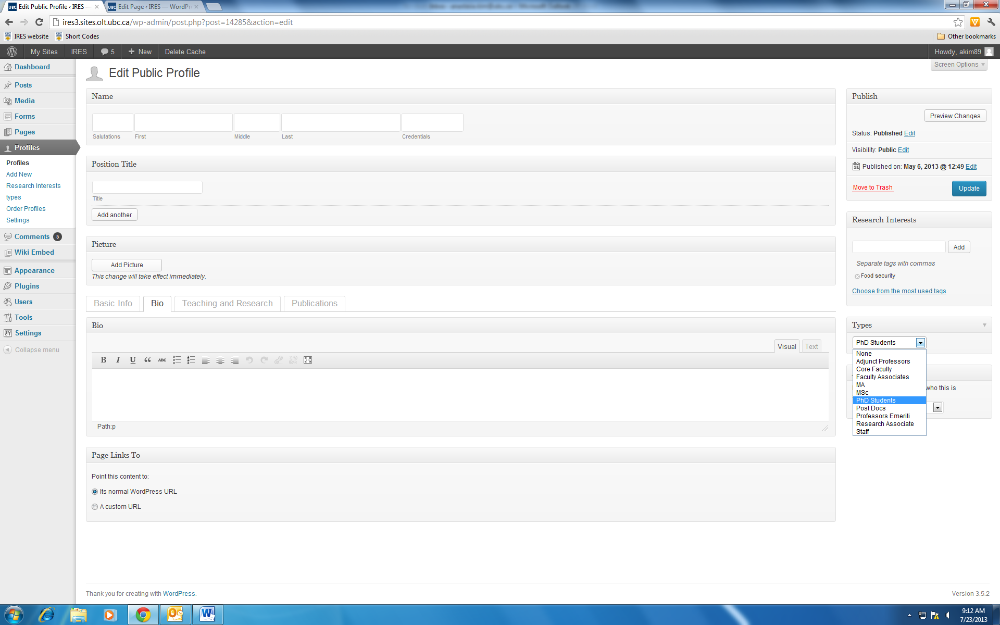 Edit Public Profile ‹ IRES —
Edit Page ‹ IRES — WordPr
ires3.sites.olt.ubc.ca/wp-admin/post.php?post=14285&action=edit
IRES website
Short Codes
Other bookmarks
My Sites
IRES
5
+ New
Delete Cache
Howdy, akim89
Screen Options
Dashboard
Posts
Media
Forms
Pages
Profiles
Profiles
Add New
Research Interests
types
Order Profiles
Settings
Comments 5
Wiki Embed
Appearance
Plugins
Users
Tools
Settings
Collapse menu
Edit Public Profile
Name
Salutations
First
Middle
Last
Credentials
Position Title
Title
Add another
Picture
Add Picture
This change will take effect immediately.
Basic Info
Bio
Teaching and Research
Publications
Bio
Visual
Text
B I U “ ABC
Path:p
Page Links To
Point this content to:
Its normal WordPress URL
A custom URL
Publish
Preview Changes
Status: Published Edit
Visibility: Public Edit
11 Published on: May 6, 2013 @ 12:49 Edit
Move to Trash
Update
Research Interests
Add
Separate tags with commas
Food security
Choose from the most used tags
Types
PhD Students
None
Adjunct Professors
Core Faculty
Faculty Associates
MA
MSc
PhD Students
Post Docs
Professors Emeriti
Research Associate
Staff
who this is
Thank you for creating with WordPress.
Version 3.5.2
9:12 AM
7/23/2013